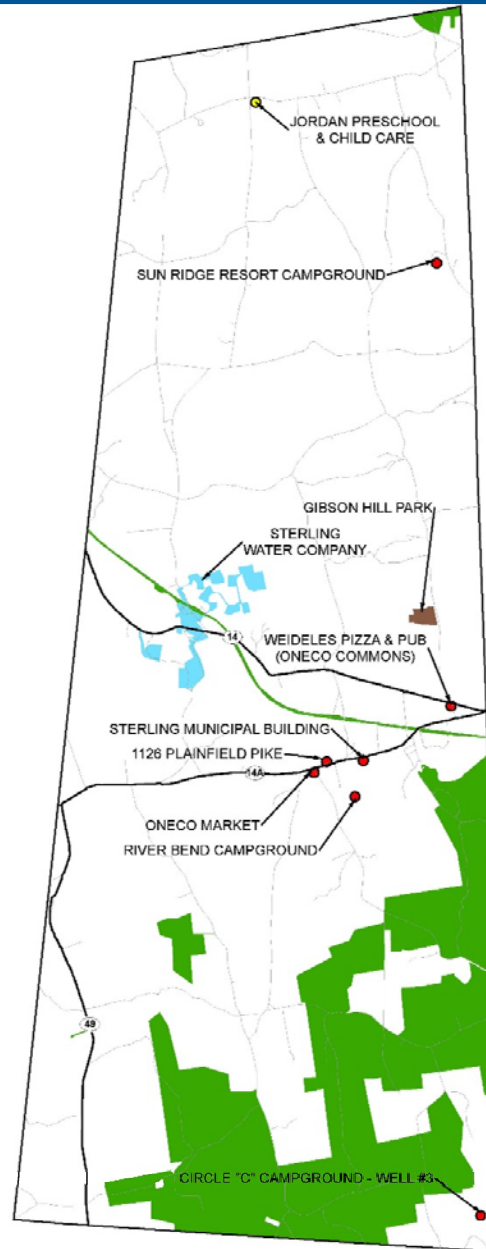 JORDAN PRESCHOOL
& CHILD CARE
SUN RIDGE RESORT CAMPGROUND
GIBSON HILL PARK
STERLING
WATER COMPANY
14
WEIDELES PIZZA & PUB
(ONECO COMMONS)
STERLING MUNICIPAL BUILDING
1126 PLAINFIELD PIKE
14A
ONECO MARKET
RIVER BEND CAMPGROUND
49
CIRCLE "C" CAMPGROUND - WELL #3